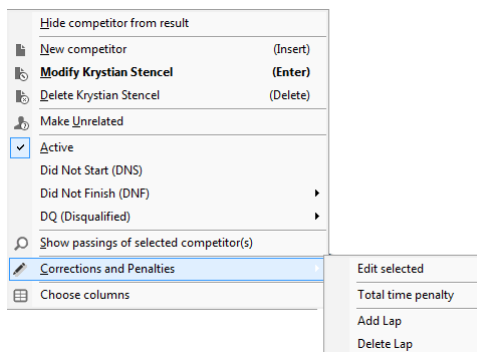 Hide competitor from result
New competitor (Insert)
Modify Krystian Stencel (Enter)
Delete Krystian Stencel (Delete)
Make Unrelated
Active
Did Not Start (DNS)
Did Not Finish (DNF)
DQ (Disqualified)
Show passings of selected competitor(s)
Corrections and Penalties
Choose columns
Edit selected
Total time penalty
Add Lap
Delete Lap